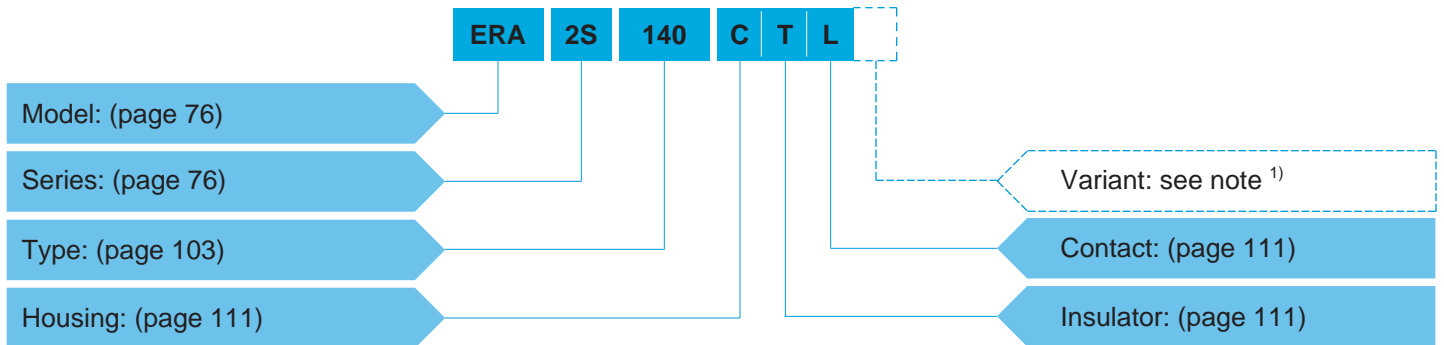 ERA 2S 140 C T L
Model: (page 76)
Series: (page 76)
Variant: see note 1)
Type: (page 103)
Contact: (page 111)
Housing: (page 111)
Insulator: (page 111)